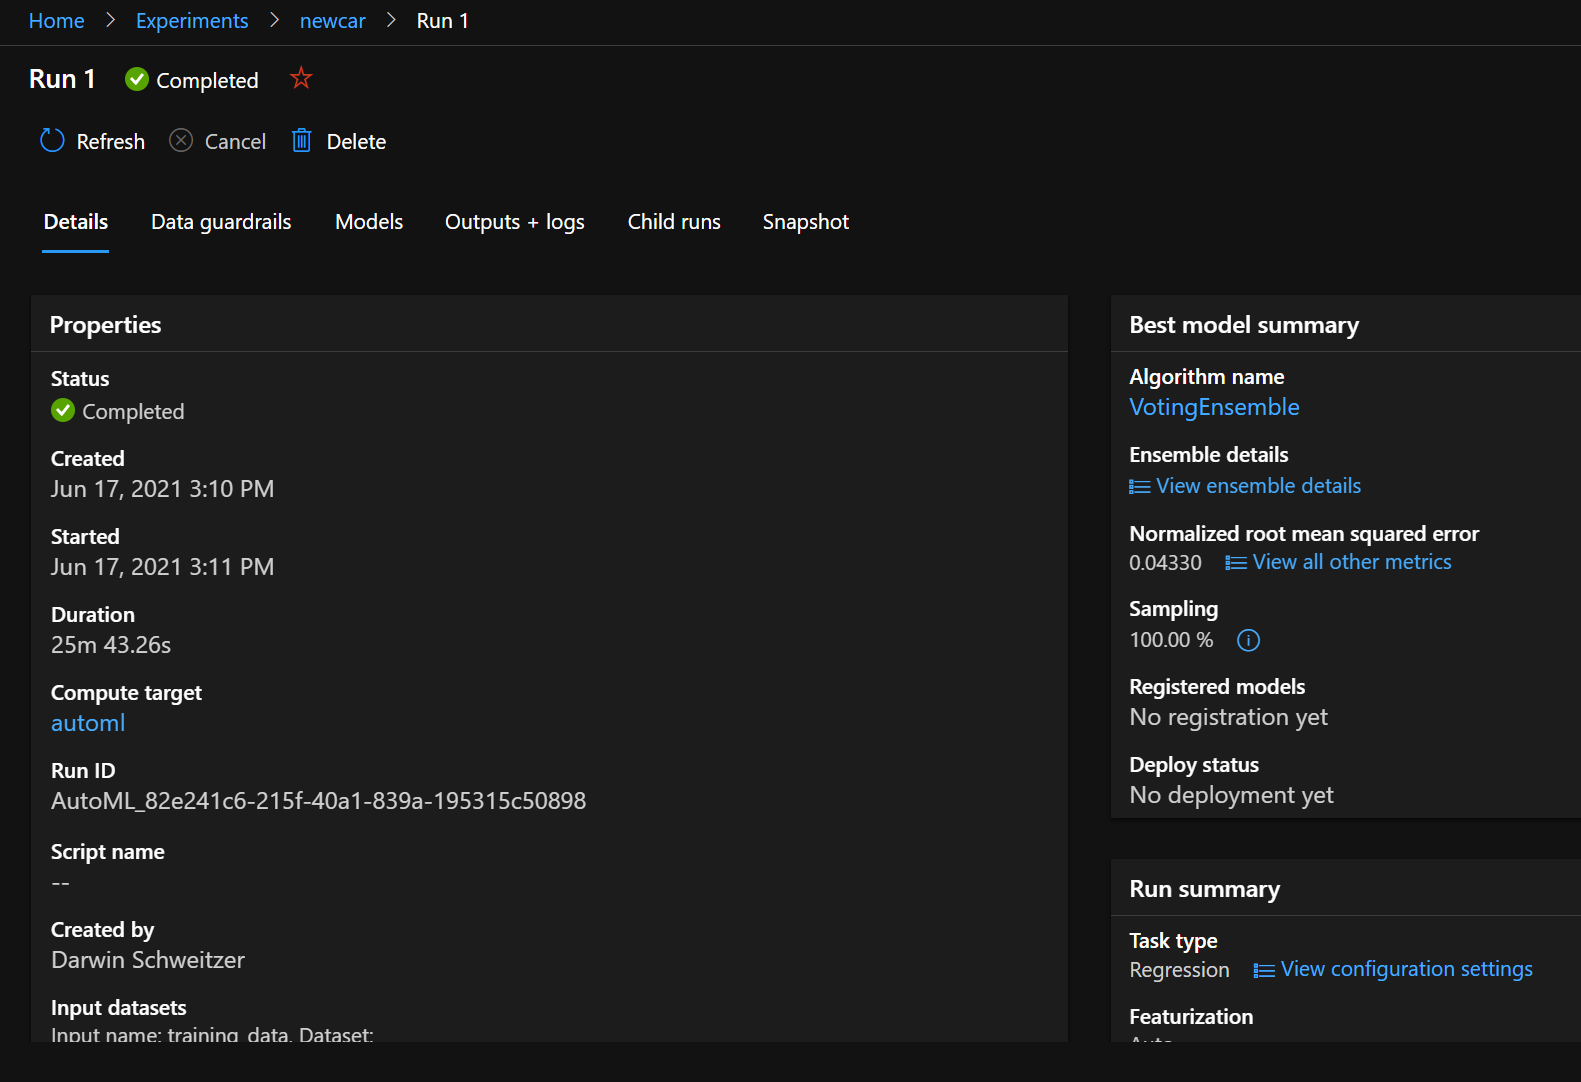 Home > Experiments > newcar > Run 1
Run 1 Completed
Refresh Cancel Delete
Details Data guardrails Models Outputs + logs Child runs Snapshot
Properties
Status
Completed
Created
Jun 17, 2021 3:10 PM
Started
Jun 17, 2021 3:11 PM
Duration
25m 43.26s
Compute target
automl
Run ID
AutoML_82e241c6-215f-40a1-839a-195315c50898
Script name
--
Created by
Darwin Schweitzer
Input datasets
Input name: training_data, Dataset:
Best model summary
Algorithm name
VotingEnsemble
Ensemble details
View ensemble details
Normalized root mean squared error
0.04330 View all other metrics
Sampling
100.00 %
Registered models
No registration yet
Deploy status
No deployment yet
Run summary
Task type
Regression View configuration settings
Featurization
Auto